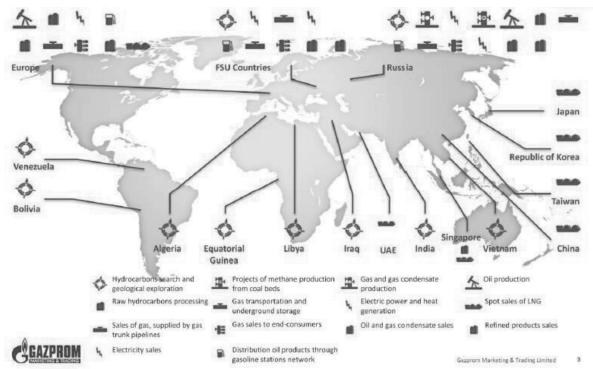 Europe
FSU Countries
Russia
Japan
Republic of Korea
Venezuela
Taiwan
Bolivia
Algeria
Equatorial
Guinea
Libya
Iraq
UAE
India
Singapore
Vietnam
China
Hydrocarbons search and
geological exploration
Projects of methane production
from coal beds
Gas and gas condensate
production
Oil production
Raw hydrocarbons processing
Gas transportation and
underground storage
Electric power and heat
generation
Spot sales of LNG
Sales of gas, supplied by gas
trunk pipelines
Gas sales to end-consumers
Oil and gas condensate sales
Refined products sales
Electricity sales
Distribution oil products through
gasoline stations network
GAZPROM
MARKETING & TRADING
Gazprom Marketing & Trading Limited
3